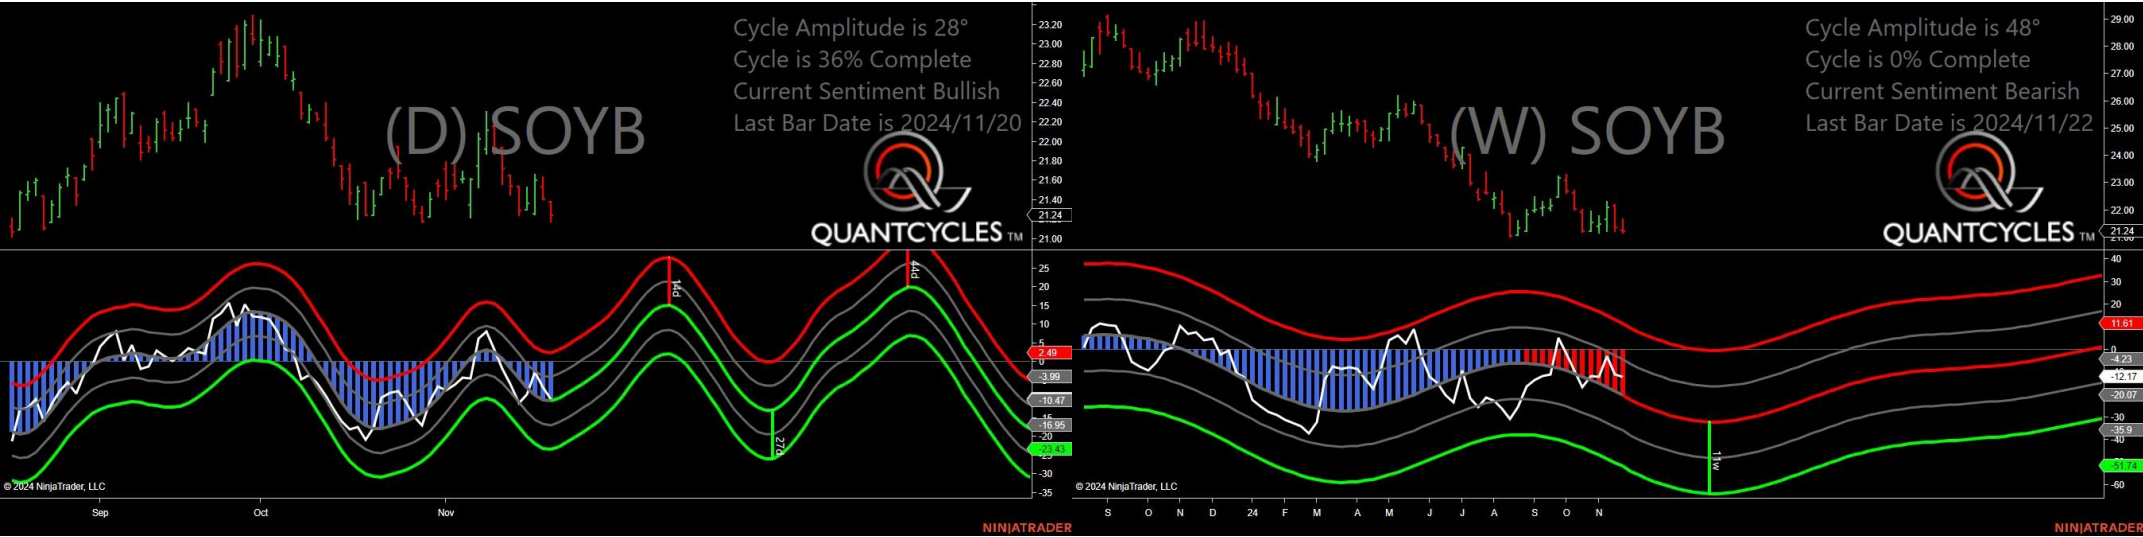 Cycle Amplitude is 28°
Cycle is 36% Complete
Current Sentiment Bullish
Last Bar Date is 2024/11/20
(D) SOYB
QUANTCYCLES TM
23.20
23.00
22.80
22.60
22.40
22.20
22.00
21.80
21.60
21.40
21.24
21.00
14d
44d
27d
25
20
15
10
5
2.49
0
-3.99
-10.47
-16.95
-20
-23.43
-30
-35
© 2024 NinjaTrader, LLC
Sep
Oct
Nov
NINJATRADER
Cycle Amplitude is 48°
Cycle is 0% Complete
Current Sentiment Bearish
Last Bar Date is 2024/11/22
(W) SOYB
QUANTCYCLES TM
29.00
28.00
27.00
26.00
25.00
24.00
23.00
22.00
21.24
11w
40
30
20
11.61
0
-4.23
-12.17
-20.07
-30
-35.9
-40
-51.74
-60
© 2024 NinjaTrader, LLC
S
O
N
D
24
F
M
A
M
J
J
A
S
O
N
NINJATRADER